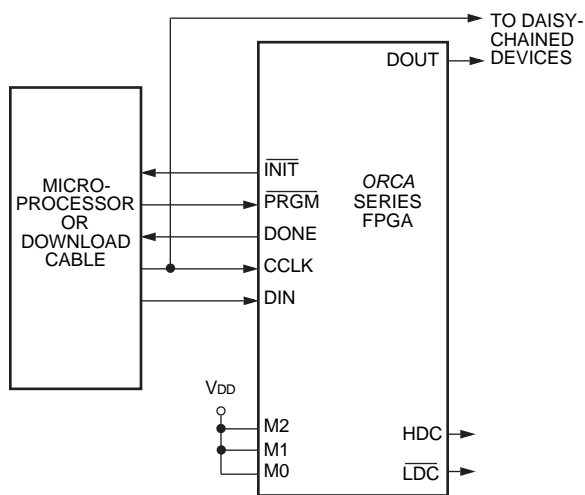 TO DAISY-
CHAINED
DEVICES
DOUT
MICRO-
PROCESSOR
OR
DOWNLOAD
CABLE
INIT
PRGM
DONE
CCLK
DIN
ORCA
SERIES
FPGA
VDD
M2
M1
M0
HDC
LDC